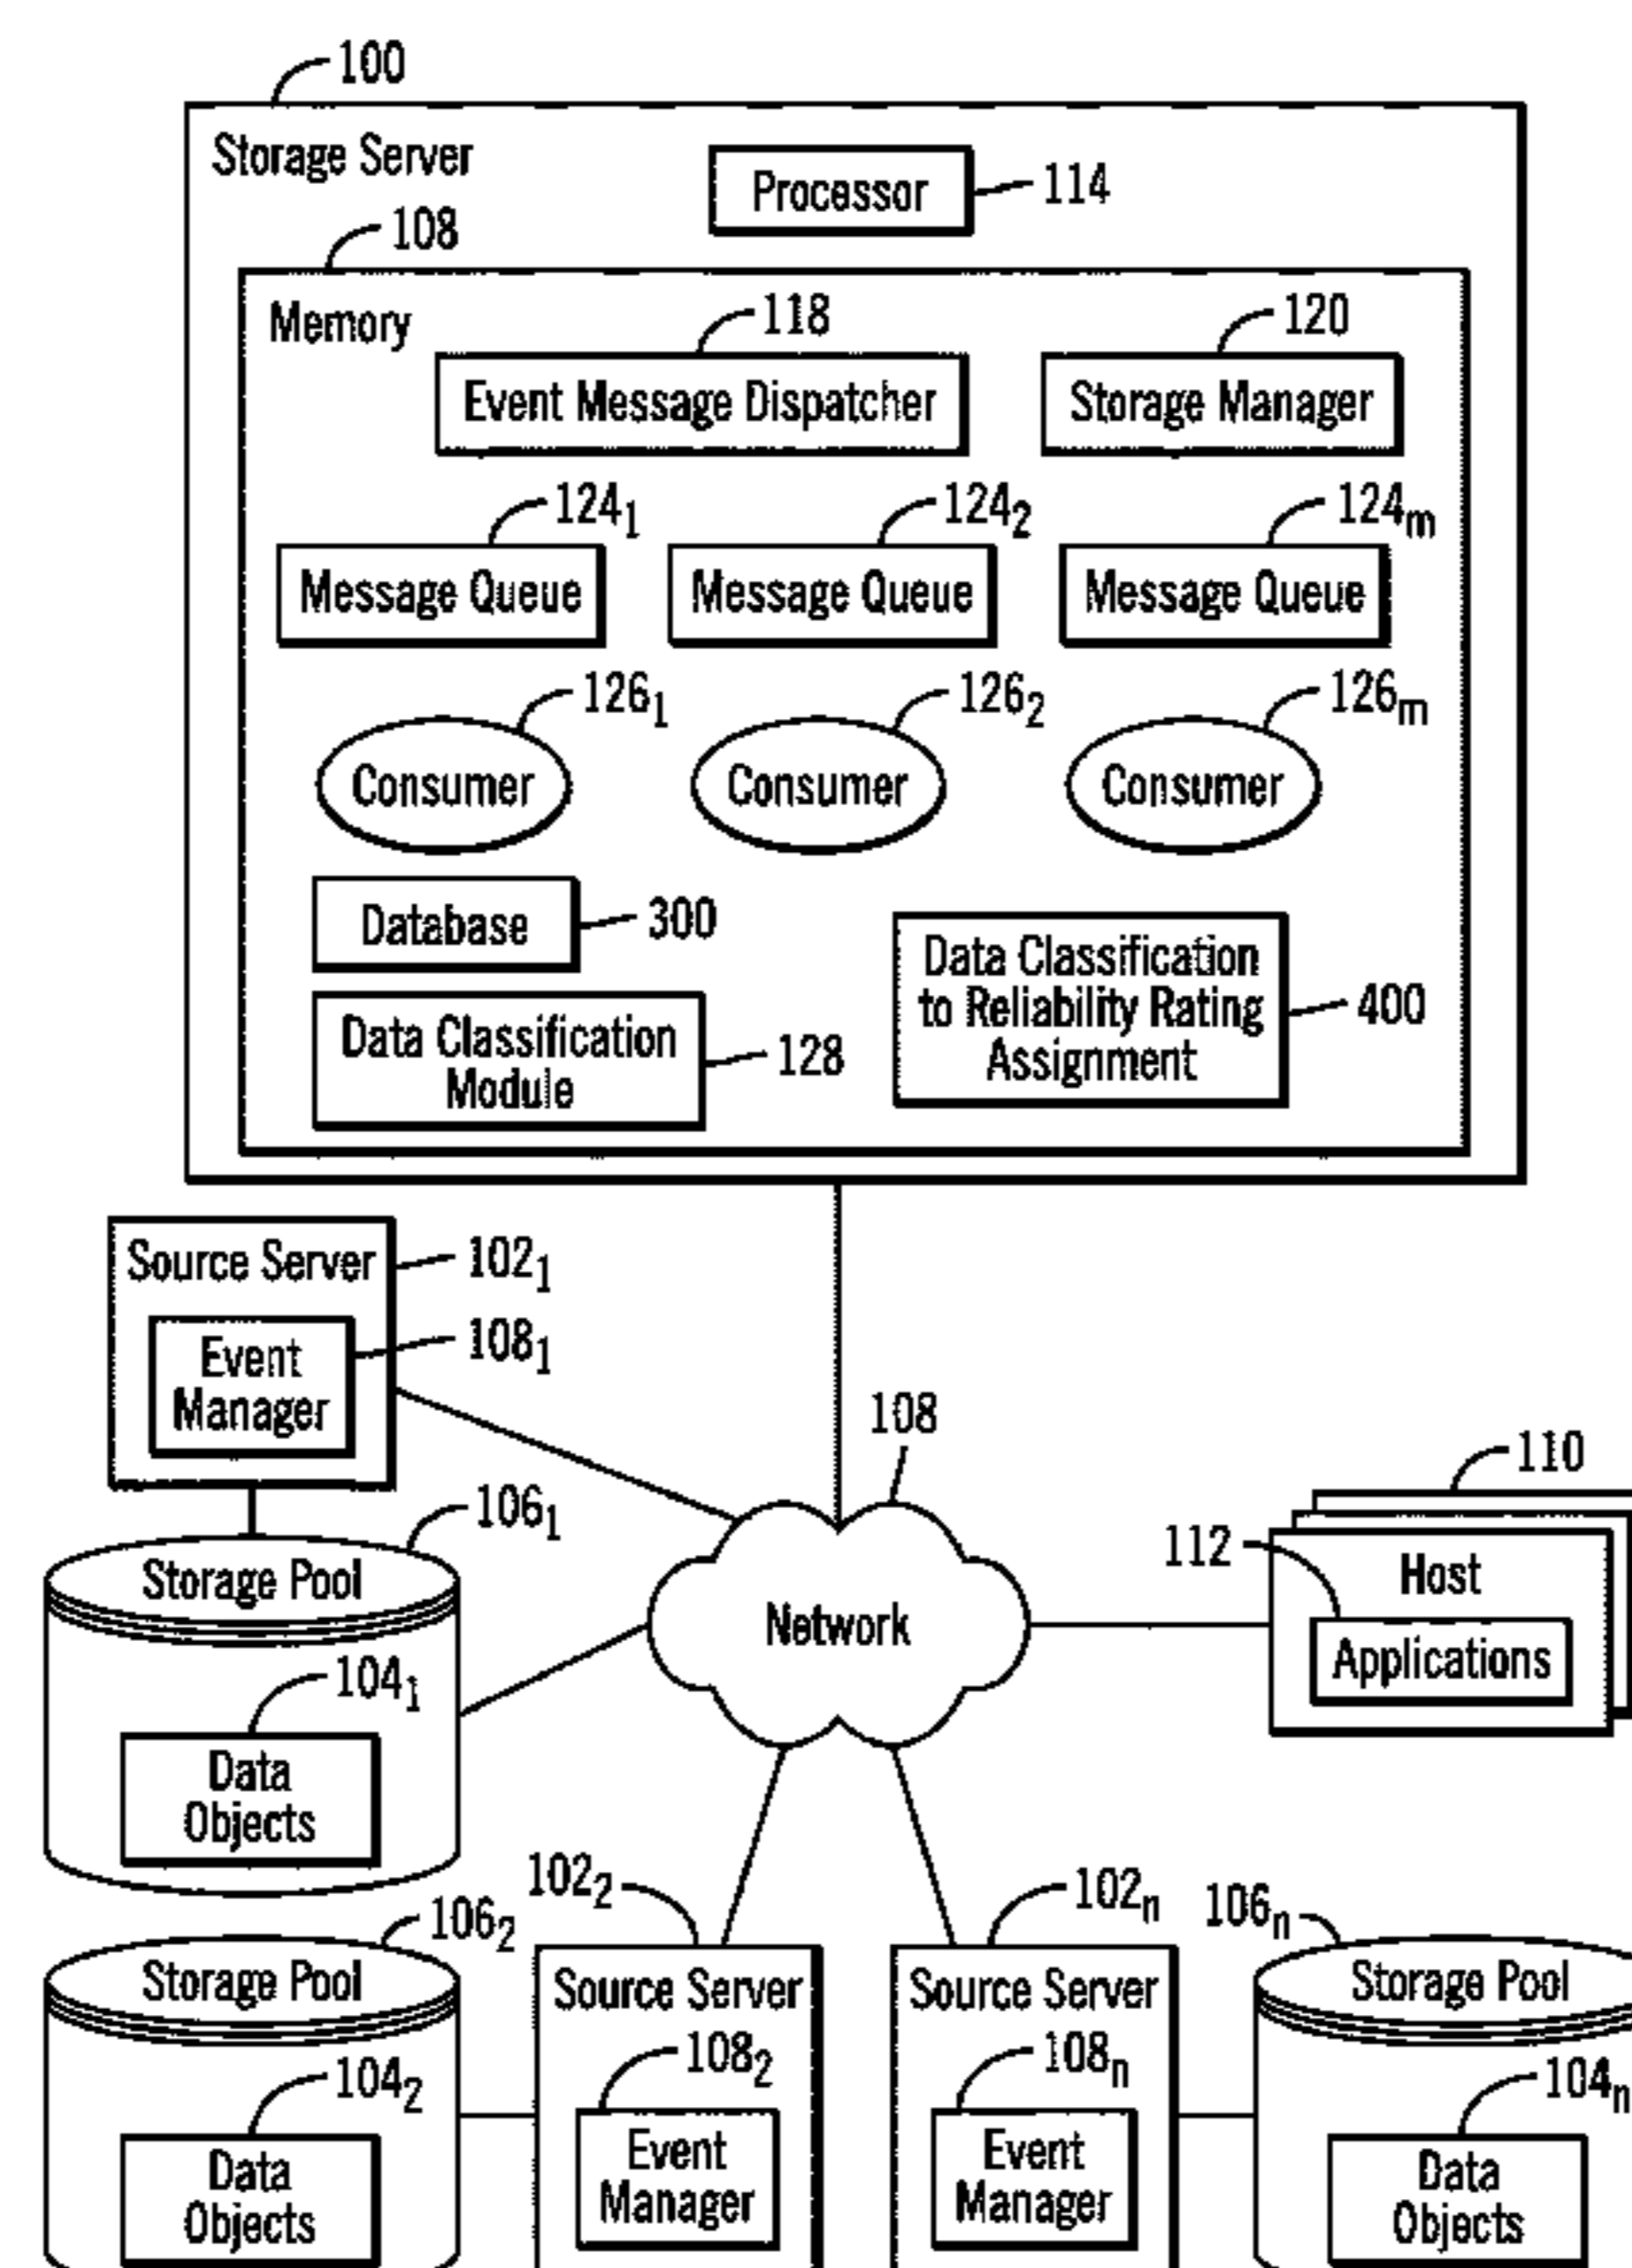 100
Storage Server
Processor
114
108
Memory
118
120
Event Message Dispatcher
Storage Manager
124₁
124₂
124ₘ
Message Queue
Message Queue
Message Queue
126₁
126₂
126ₘ
Consumer
Consumer
Consumer
Database
300
Data Classification
to Reliability Rating
Assignment
400
Data Classification
Module
128
Source Server
102₁
Event
Manager
108₁
108
110
106₁
112
Host
Storage Pool
Network
Applications
104₁
Data
Objects
102₂
102ₙ
106ₙ
106₂
Storage Pool
Source Server
Source Server
Storage Pool
104₂
108₂
108ₙ
104ₙ
Data
Objects
Event
Manager
Event
Manager
Data
Objects